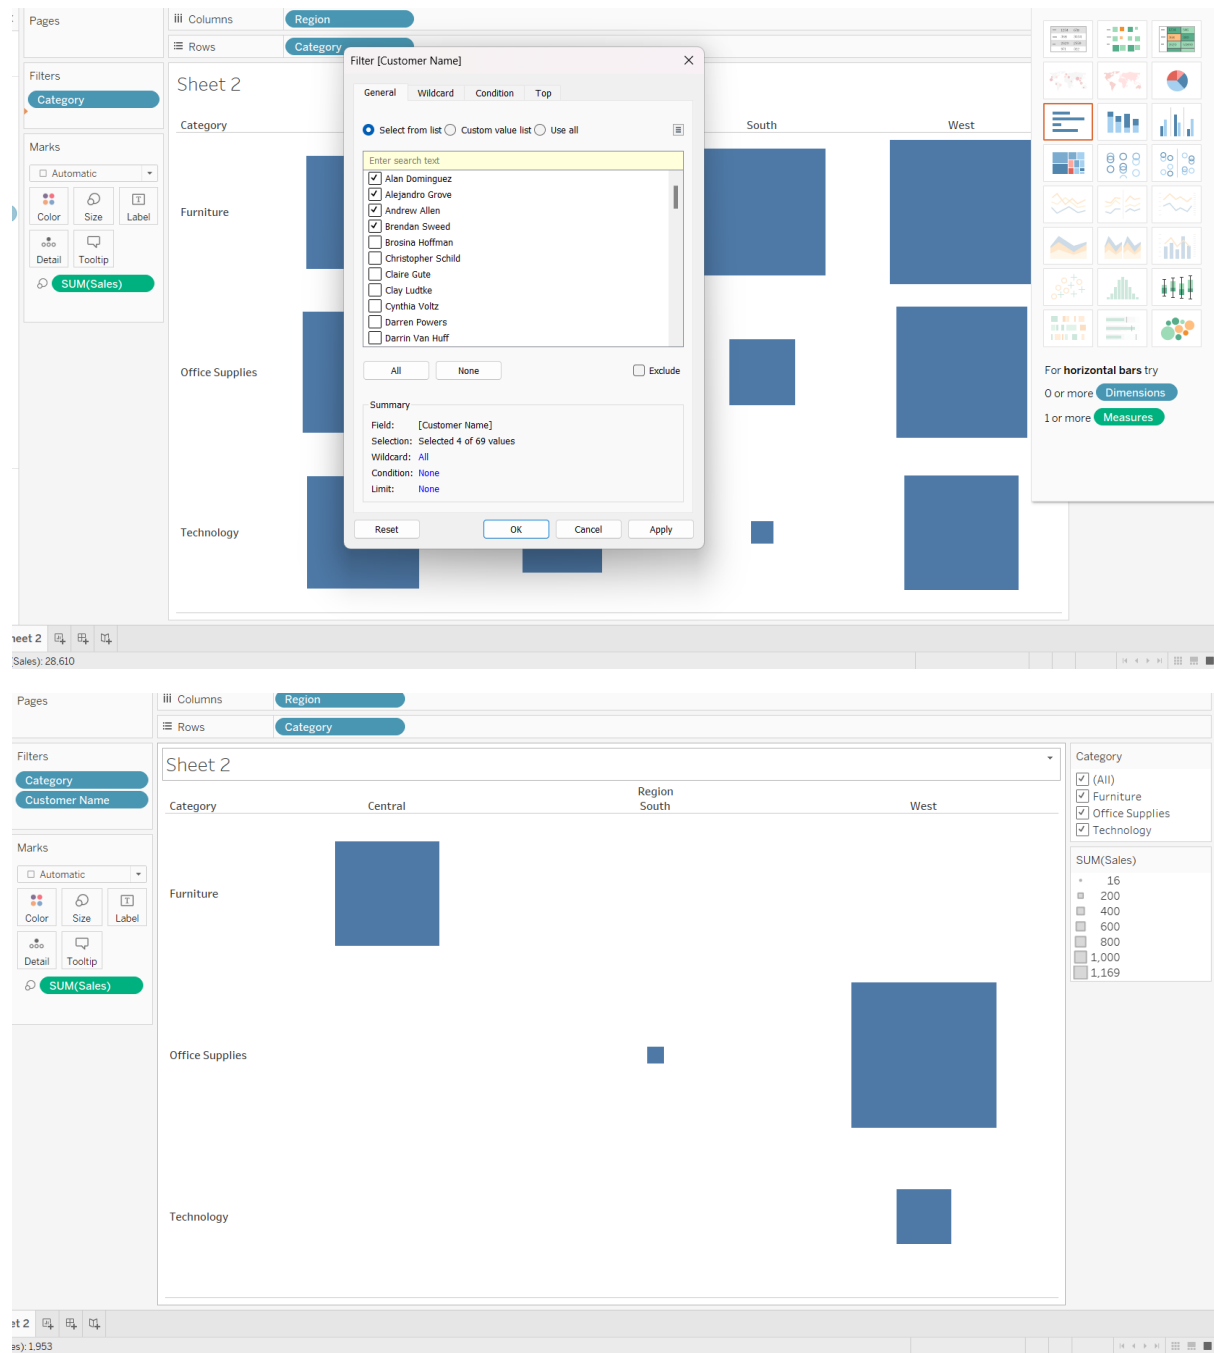 Pages
Columns
Region
Rows
Category
Filters
Category
Marks
Automatic
Color
Size
Label
Detail
Tooltip
SUM(Sales)
Sheet 2
Category
South
West
Furniture
Office Supplies
Technology
Filter [Customer Name]
General
Wildcard
Condition
Top
Select from list
Custom value list
Use all
Enter search text
Alan Dominguez
Alejandro Grove
Andrew Allen
Brendan Sweed
Brosina Hoffman
Christopher Schild
Claire Gute
Clay Ludtke
Cynthia Voltz
Darren Powers
Darrin Van Huff
All
None
Exclude
Summary
Field: [Customer Name]
Selection: Selected 4 of 69 values
Wildcard: All
Condition: None
Limit: None
Reset
OK
Cancel
Apply
For horizontal bars try
0 or more Dimensions
1 or more Measures
heet 2
(Sales): 28,610
Pages
Columns
Region
Rows
Category
Filters
Category
Customer Name
Marks
Automatic
Color
Size
Label
Detail
Tooltip
SUM(Sales)
Sheet 2
Region
Category
Central
South
West
Furniture
Office Supplies
Technology
Category
(All)
Furniture
Office Supplies
Technology
SUM(Sales)
16
200
400
600
800
1,000
1,169
et 2
es): 1,953